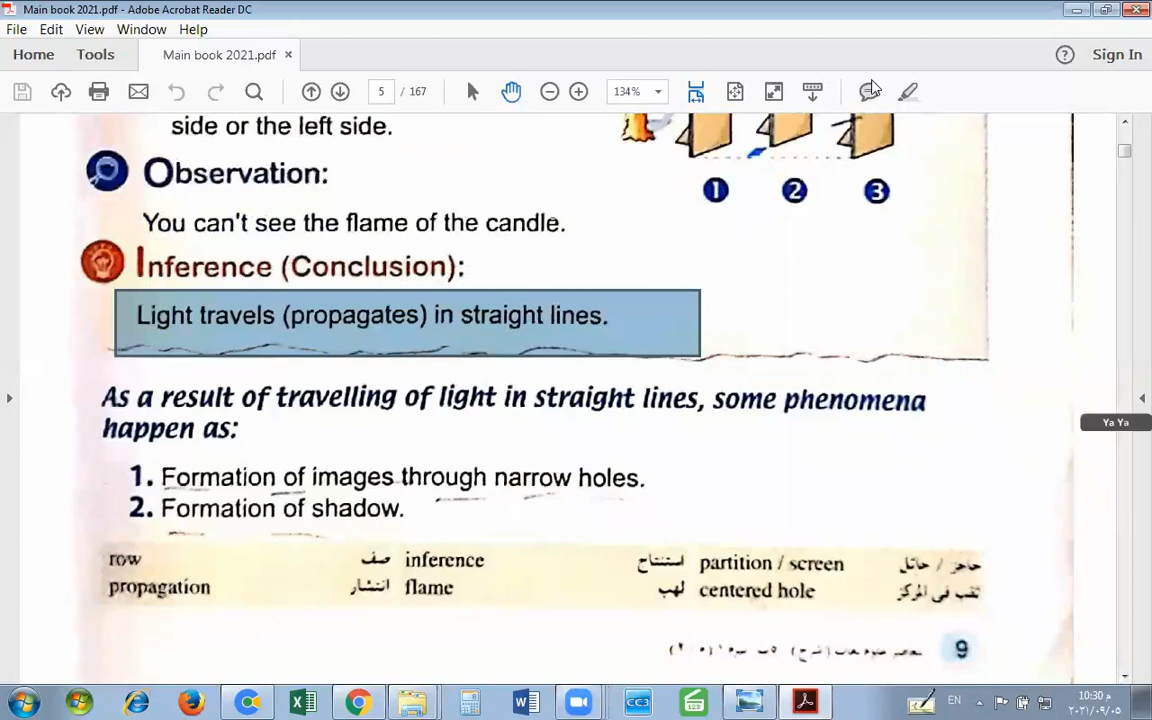 Main book 2021.pdf - Adobe Acrobat Reader DC
File Edit View Window Help
Home Tools Main book 2021.pdf × Sign In
5 / 167 134%
side or the left side.
Observation:
1 2 3
You can't see the flame of the candle.
Inference (Conclusion):
Light travels (propagates) in straight lines.
As a result of travelling of light in straight lines, some phenomena
happen as:
Ya Ya
1. Formation of images through narrow holes.
2. Formation of shadow.
row صف inference استنتاج partition / screen حاجز / حائل
propagation انتشار flame لهب centered hole ثقب في المركز
9
EN 10:30 م
٢٠٢١/٠٩/٠٥